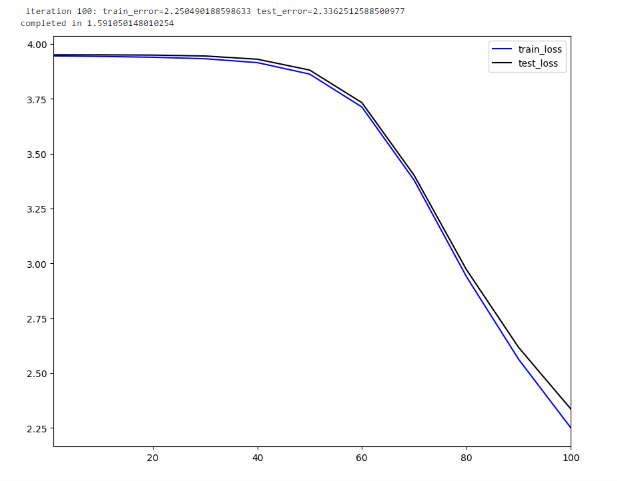 iteration 100: train_error=2.250490188598633 test_error=2.3362512588500977
completed in 1.591050148010254
4.00
3.75
3.50
3.25
3.00
2.75
2.50
2.25
20 40 60 80 100
train_loss
test_loss